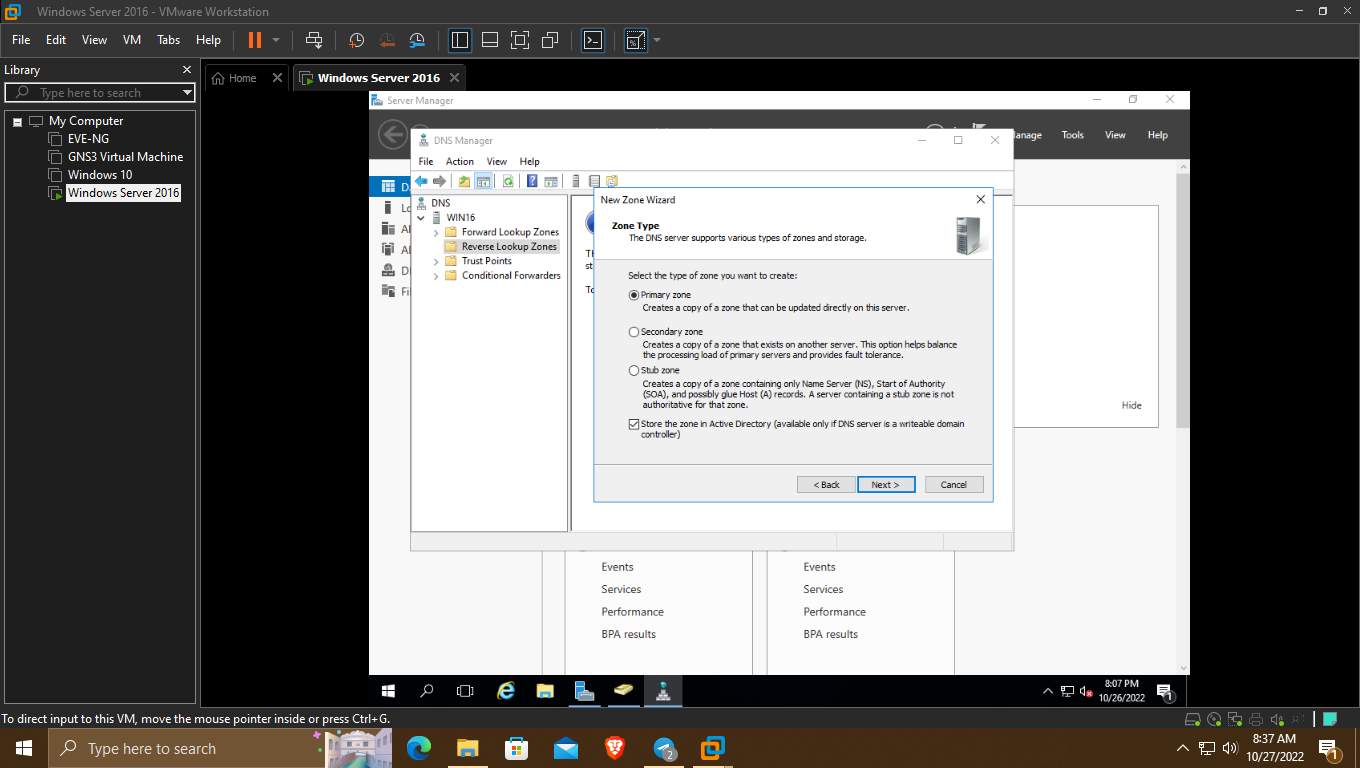 Windows Server 2016 - VMware Workstation
File Edit View VM Tabs Help
Library
Type here to search
My Computer
EVE-NG
GNS3 Virtual Machine
Windows 10
Windows Server 2016
Home
Windows Server 2016
Server Manager
Tools View Help
DNS Manager
File Action View Help
DNS
WIN16
Forward Lookup Zones
Reverse Lookup Zones
Trust Points
Conditional Forwarders
New Zone Wizard
Zone Type
The DNS server supports various types of zones and storage.
Select the type of zone you want to create:
Primary zone
Creates a copy of a zone that can be updated directly on this server.
Secondary zone
Creates a copy of a zone that exists on another server. This option helps balance
the processing load of primary servers and provides fault tolerance.
Stub zone
Creates a copy of a zone containing only Name Server (NS), Start of Authority
(SOA), and possibly glue Host (A) records. A server containing a stub zone is not
authoritative for that zone.
Store the zone in Active Directory (available only if DNS server is a writeable domain
controller)
< Back Next > Cancel
Hide
Events
Services
Performance
BPA results
Events
Services
Performance
BPA results
8:07 PM
10/26/2022
1
To direct input to this VM, move the mouse pointer inside or press Ctrl+G.
Type here to search
2
8:37 AM
10/27/2022
1